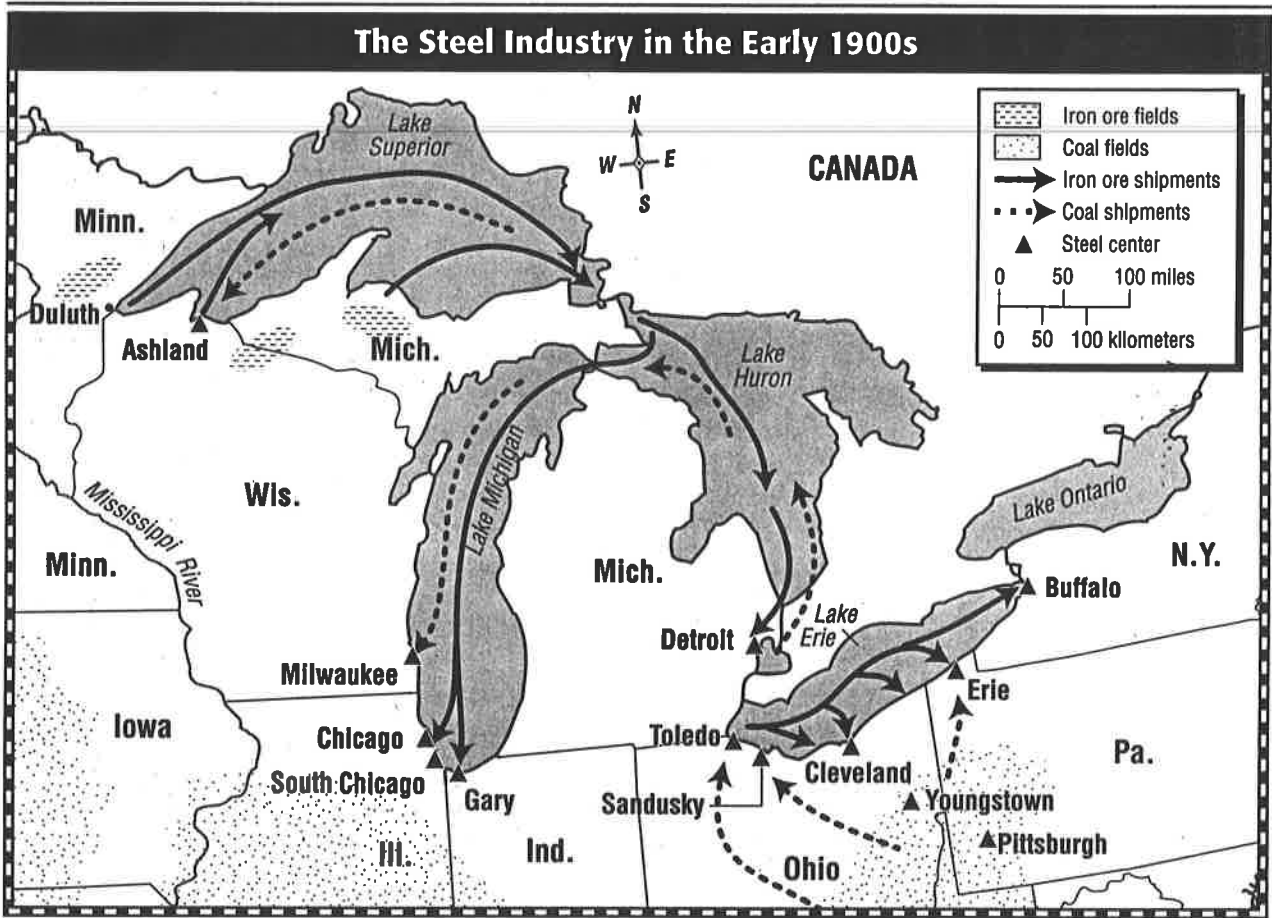 The Steel Industry in the Early 1900s
N
W E
S
Iron ore fields
Coal fields
Iron ore shipments
Coal shipments
Steel center
0 50 100 miles
0 50 100 kilometers
Lake
Superior
CANADA
Minn.
Duluth
Ashland
Mich.
Lake
Huron
Lake Michigan
Wis.
Mississippi River
Minn.
Mich.
Lake Ontario
N.Y.
Buffalo
Lake
Erie
Detroit
Milwaukee
Erie
Iowa
Chicago
Toledo
Cleveland
Pa.
South Chicago
Gary
Sandusky
Youngstown
Pittsburgh
Ill.
Ind.
Ohio